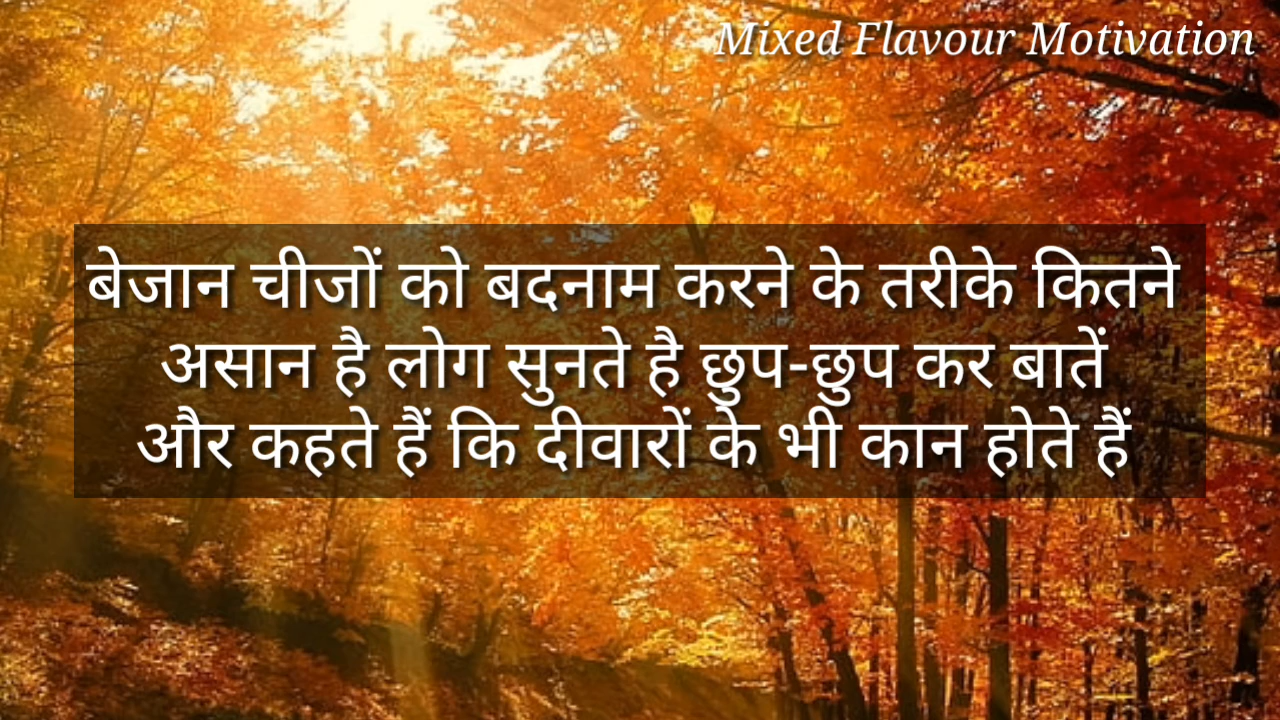 Mixed Flavour Motivation
बेजान चीजों को बदनाम करने के तरीके कितने
असान है लोग सुनते है छुप-छुप कर बातें
और कहते हैं कि दीवारों के भी कान होते हैं